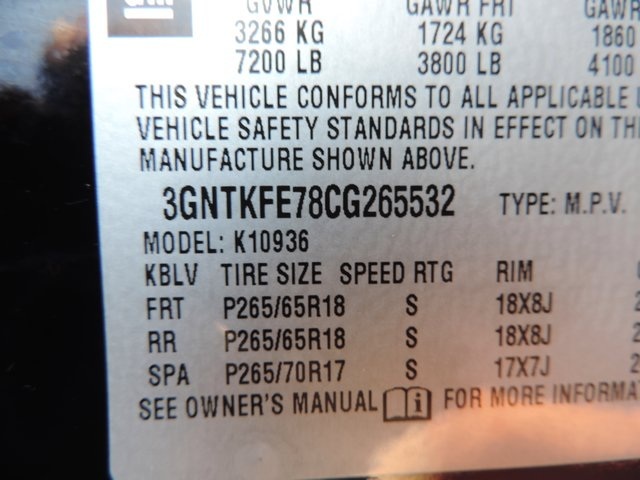 GVWR GAWR FRT GAWR
3266 KG 1724 KG 1860
7200 LB 3800 LB 4100
THIS VEHICLE CONFORMS TO ALL APPLICABLE
VEHICLE SAFETY STANDARDS IN EFFECT ON
MANUFACTURE SHOWN ABOVE.
3GNTKFE78CG265532 TYPE: M.P.V.
MODEL: K10936
KBLV TIRE SIZE SPEED RTG RIM
FRT P265/65R18 S 18X8J
RR P265/65R18 S 18X8J
SPA P265/70R17 S 17X7J
SEE OWNER'S MANUAL i FOR MORE